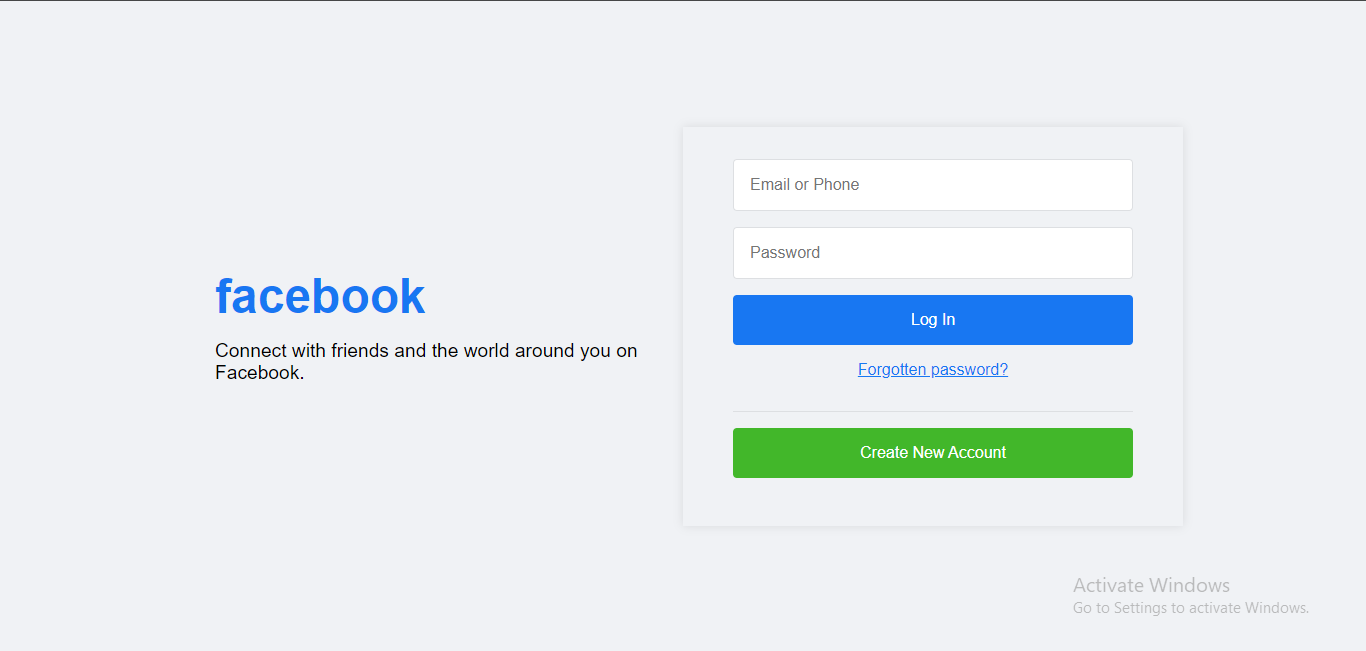 facebook
Connect with friends and the world around you on
Facebook.
Email or Phone
Password
Log In
Forgotten password?
Create New Account
Activate Windows
Go to Settings to activate Windows.